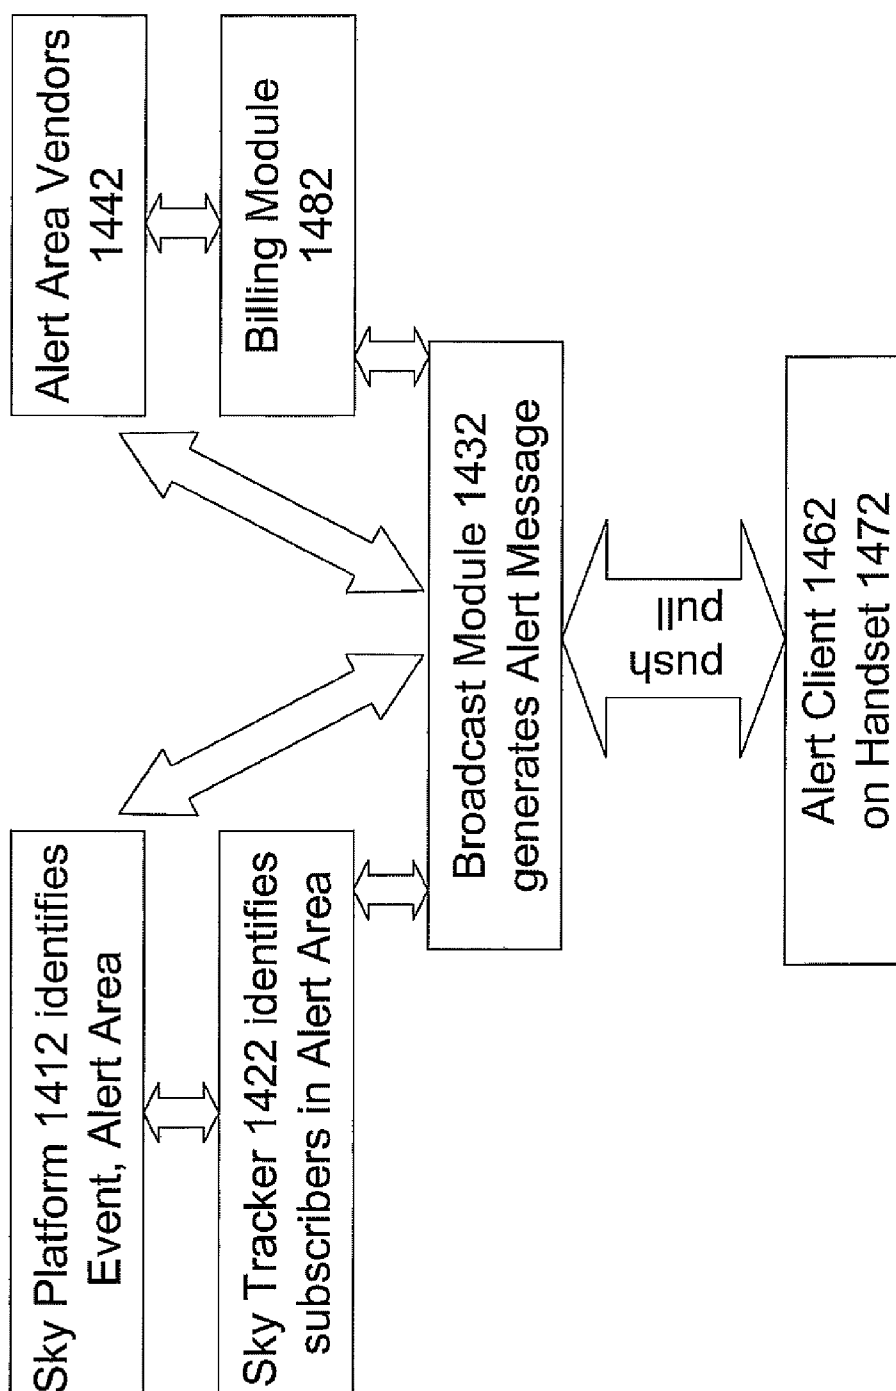 Sky Platform 1412 identifies
Event, Alert Area
Sky Tracker 1422 identifies
subscribers in Alert Area
Alert Area Vendors
1442
Billing Module
1482
Broadcast Module 1432
generates Alert Message
push
pull
Alert Client 1462
on Handset 1472